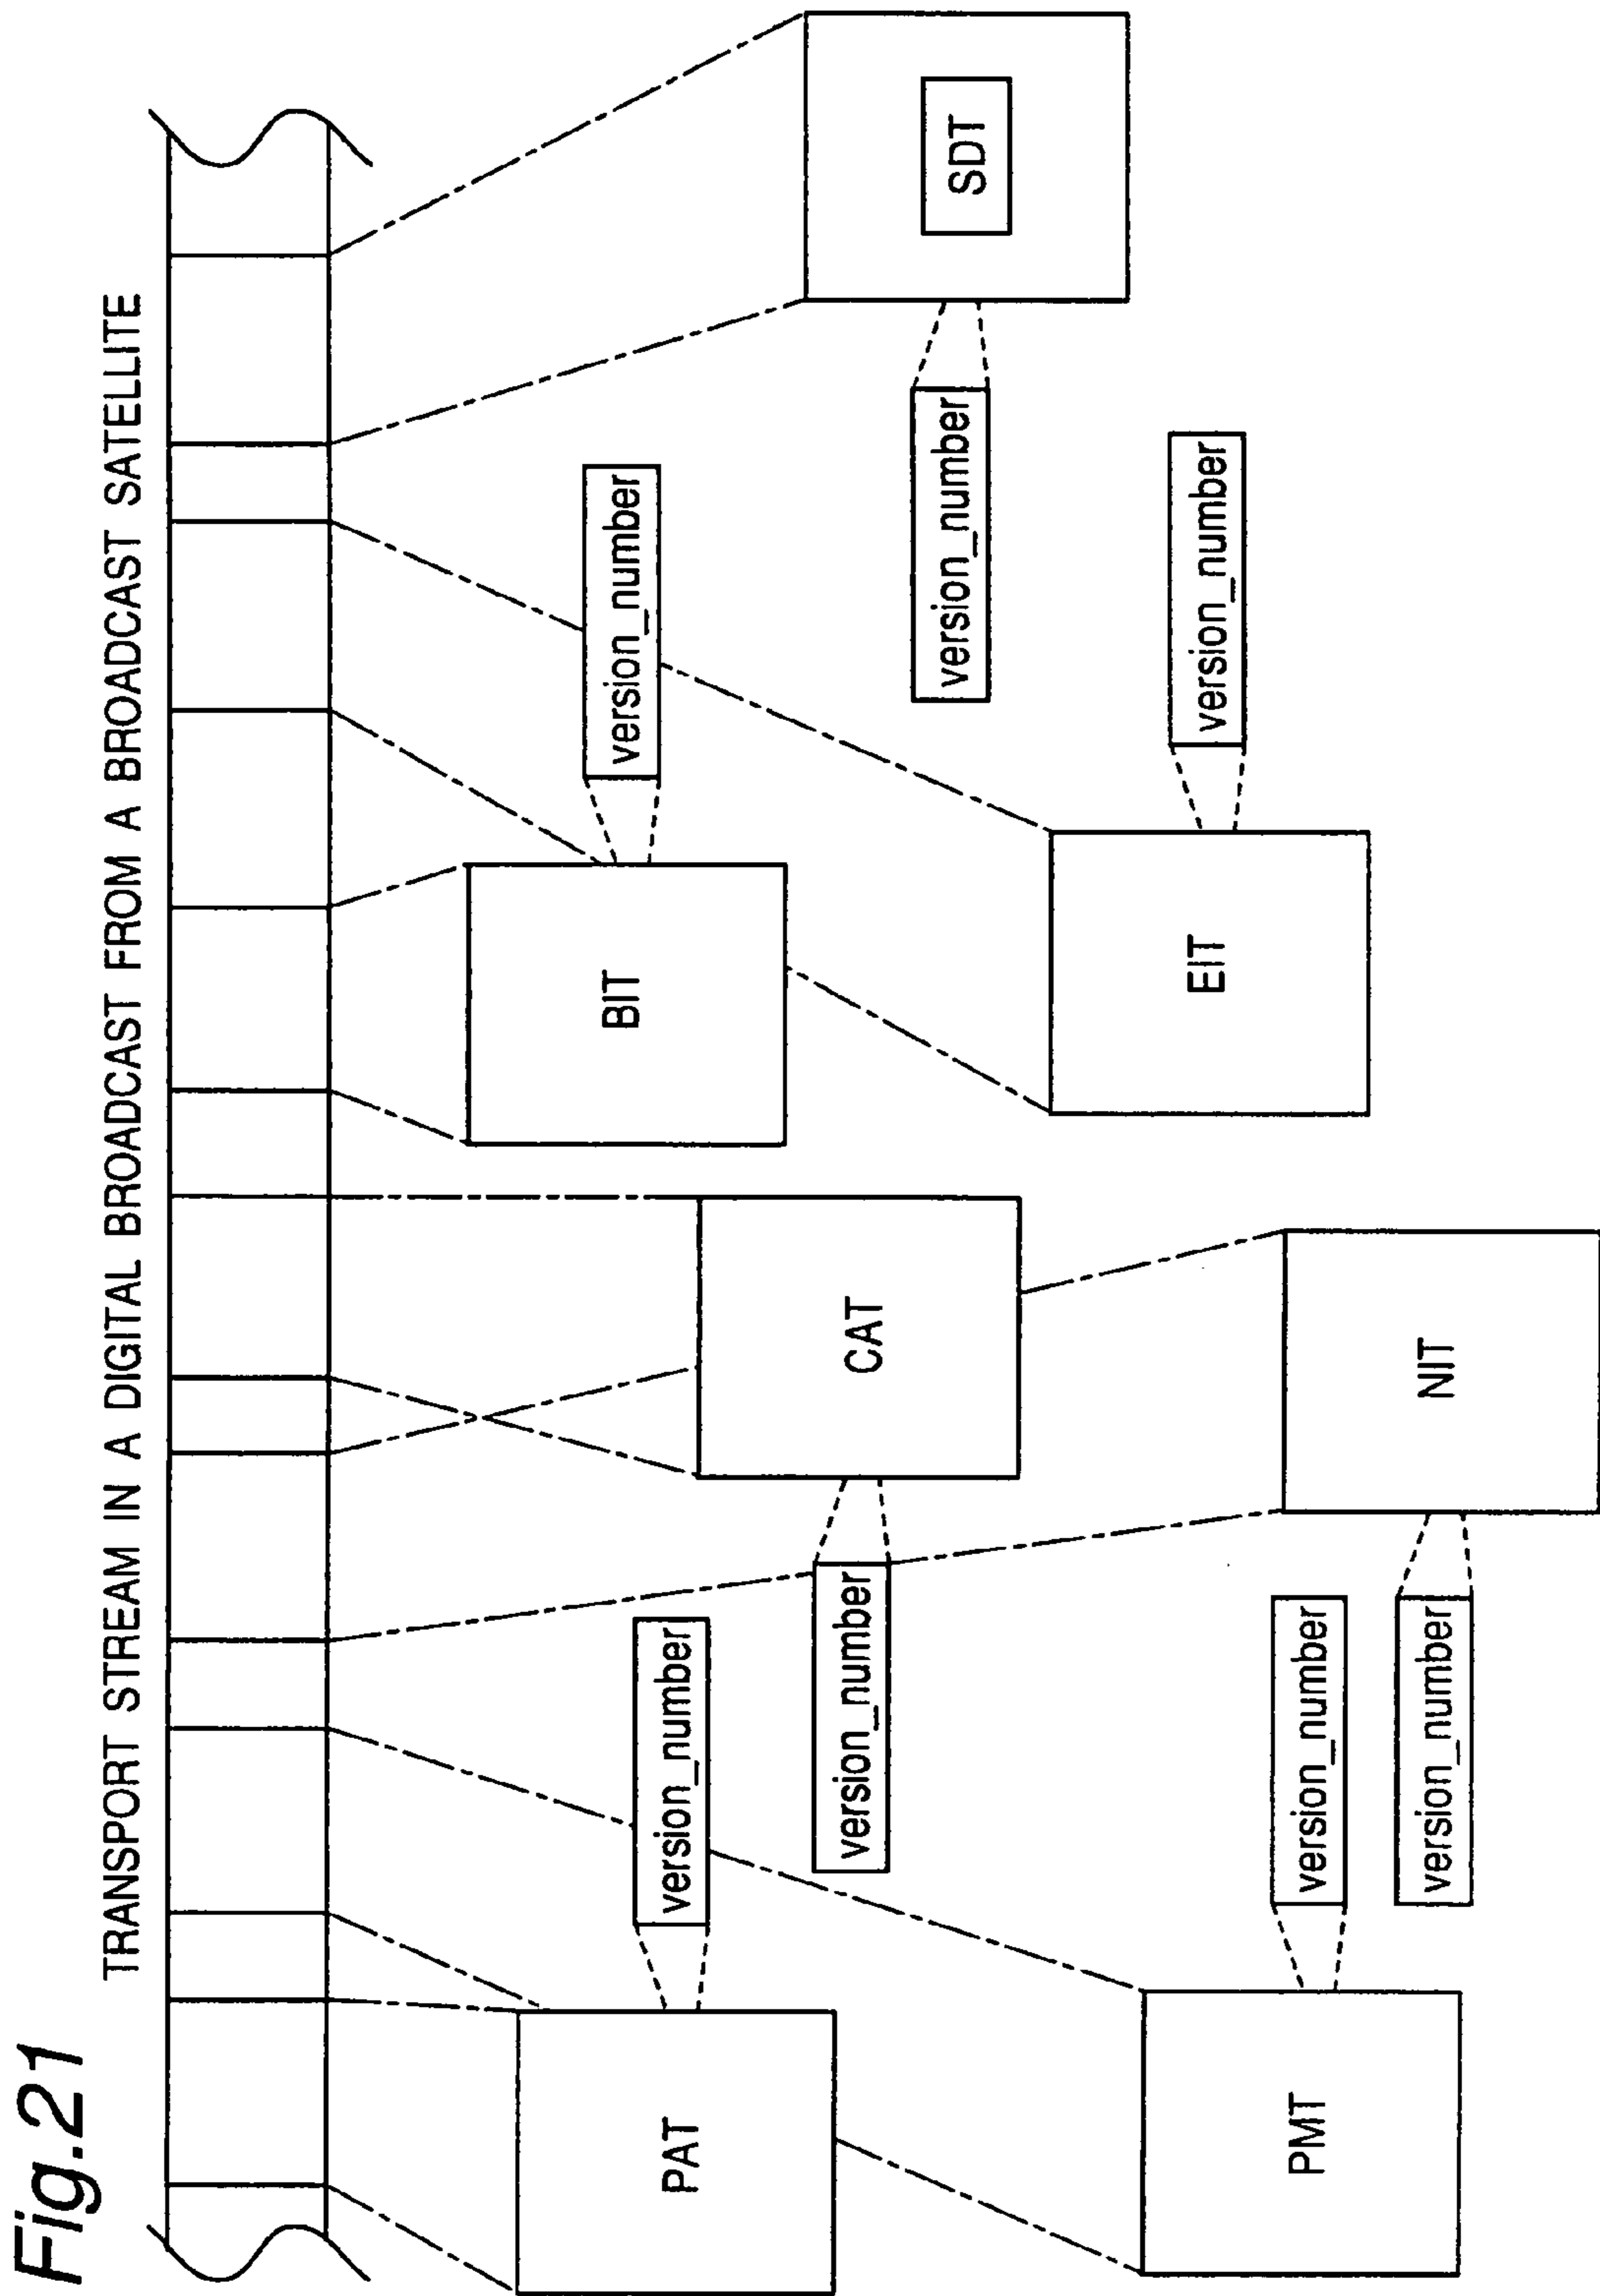 Fig.21
TRANSPORT STREAM IN A DIGITAL BROADCAST FROM A BROADCAST SATELLITE
PAT
version_number
BIT
version_number
CAT
version_number
SDT
version_number
PMT
version_number
EIT
version_number
NIT
version_number